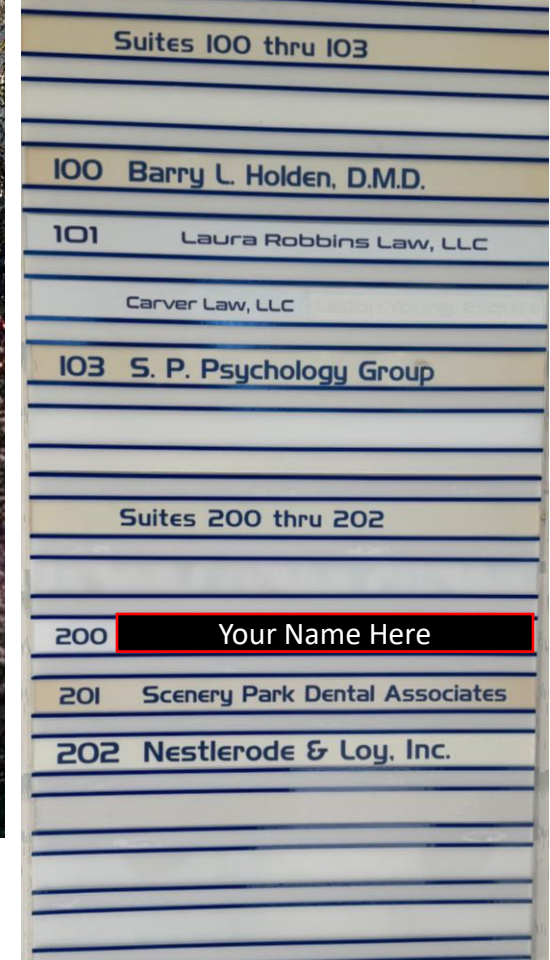 Suites 100 thru 103
100 Barry L. Holden, D.M.D.
101 Laura Robbins Law, LLC
Carver Law, LLC
103 S. P. Psychology Group
Suites 200 thru 202
200 Your Name Here
201 Scenery Park Dental Associates
202 Nestlerode & Loy, Inc.